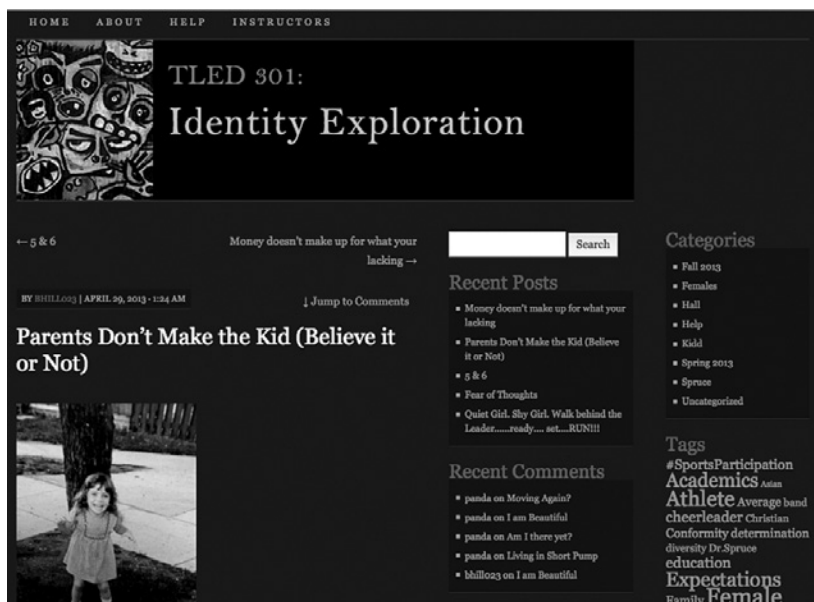 HOME ABOUT HELP INSTRUCTORS
TLED 301:
Identity Exploration
← 5 & 6
Money doesn't make up for what your
lacking →
BY BHILL023 | APRIL 29, 2013 · 1:24 AM
↓ Jump to Comments
Parents Don't Make the Kid (Believe it
or Not)
Search
Recent Posts
Money doesn't make up for what your
lacking
Parents Don't Make the Kid (Believe
it or Not)
5 & 6
Fear of Thoughts
Quiet Girl. Shy Girl. Walk behind the
Leader......ready.... set....RUN!!!
Recent Comments
panda on Moving Again?
panda on I am Beautiful
panda on Am I there yet?
panda on Living in Short Pump
bhill023 on I am Beautiful
Categories
Fall 2013
Females
Hall
Help
Kidd
Spring 2013
Spruce
Uncategorized
Tags
#SportsParticipation
Academics Asian
Athlete Average band
cheerleader Christian
Conformity determination
diversity Dr.Spruce
education
Expectations
Family Female